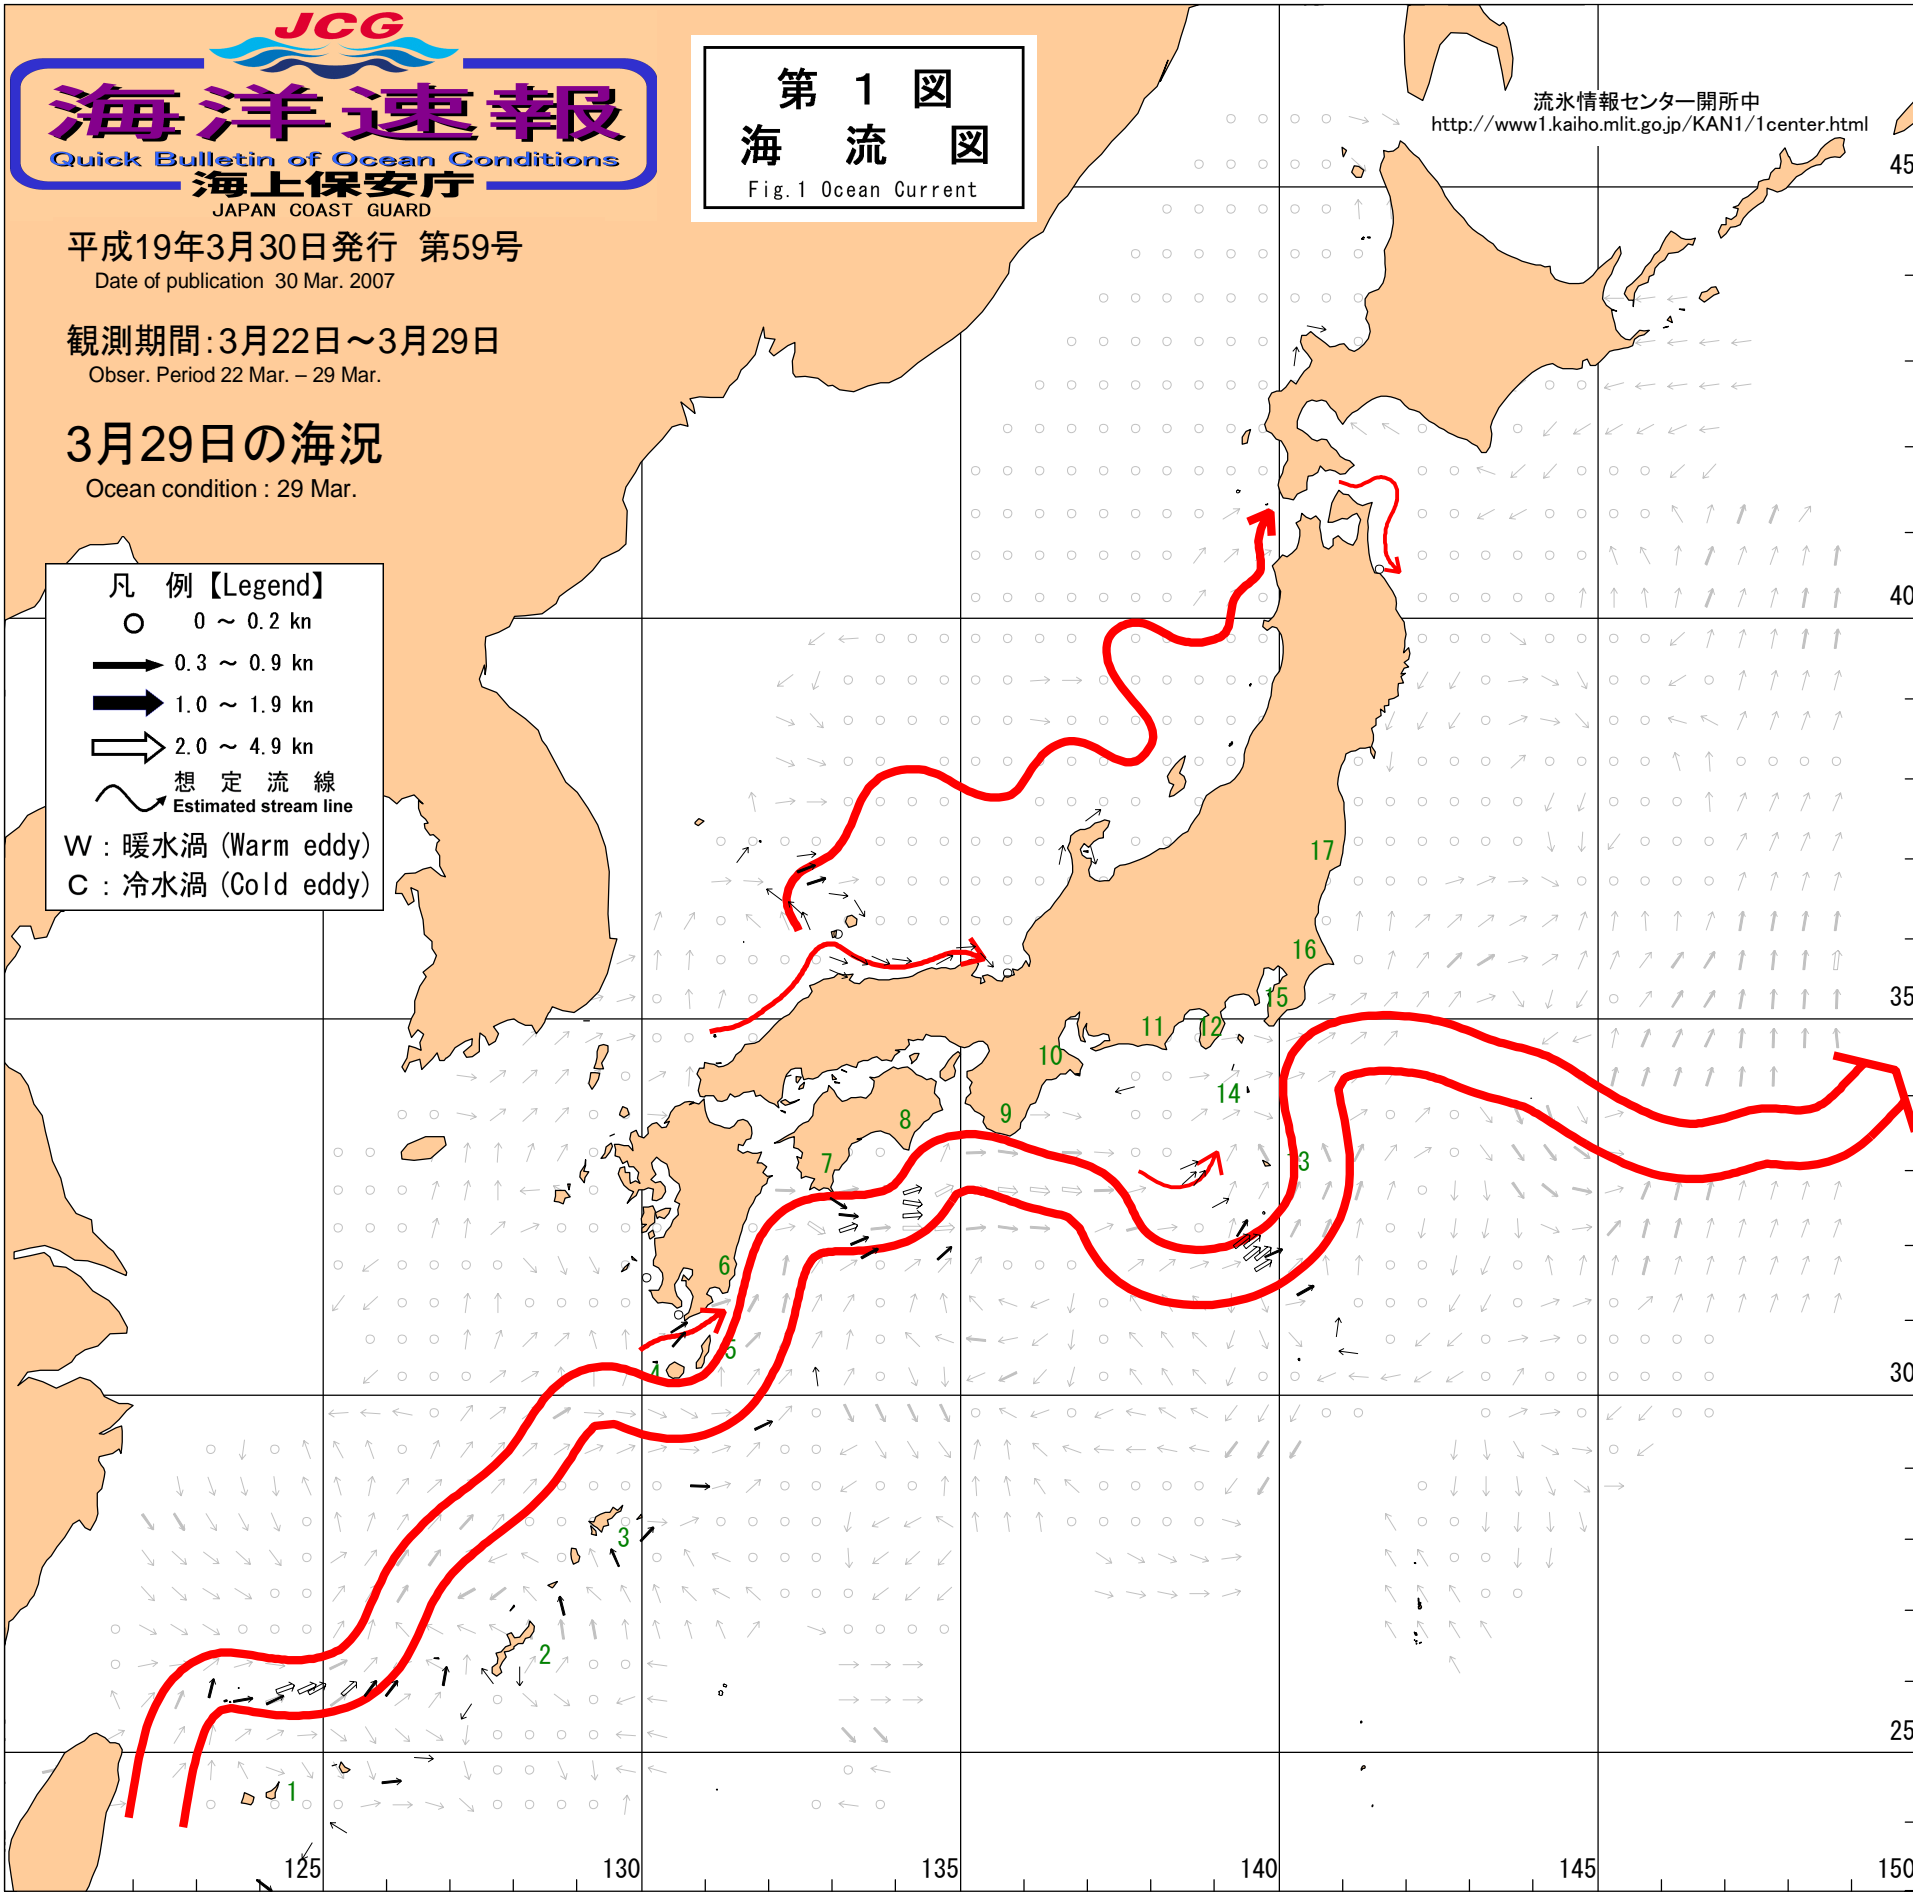 JCG
海洋速報
Quick Bulletin of Ocean Conditions
海上保安庁
JAPAN COAST GUARD
平成19年3月30日発行 第59号
Date of publication 30 Mar. 2007
観測期間:3月22日～3月29日
Obser. Period 22 Mar. – 29 Mar.
3月29日の海況
Ocean condition : 29 Mar.
第 1 図
海 流 図
Fig.1 Ocean Current
流氷情報センター開所中
http://www1.kaiho.mlit.go.jp/KAN1/1center.html
凡 例【Legend】
0 ～ 0.2 kn
0.3 ～ 0.9 kn
1.0 ～ 1.9 kn
2.0 ～ 4.9 kn
想 定 流 線
Estimated stream line
W : 暖水渦 (Warm eddy)
C : 冷水渦 (Cold eddy)
45
40
35
30
25
17
16
15
11
12
10
14
8
9
13
7
6
5
4
3
2
1
125
130
135
140
145
150